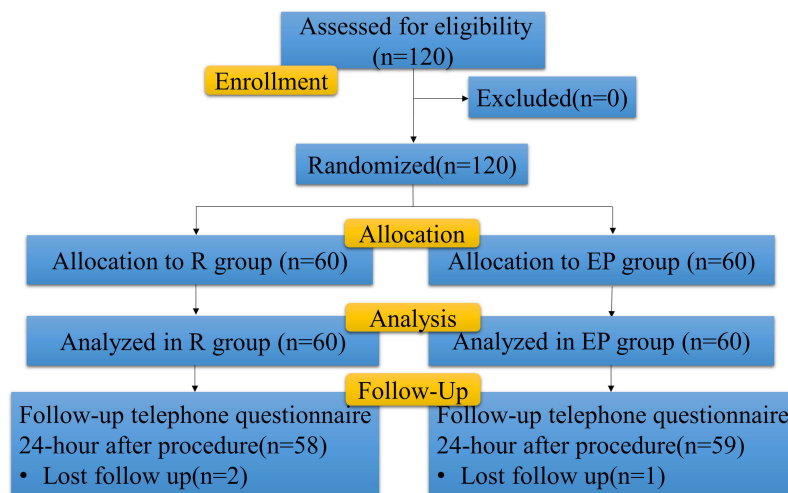 Assessed for eligibility
(n=120)
Enrollment
Excluded(n=0)
Randomized(n=120)
Allocation
Allocation to R group (n=60)
Allocation to EP group (n=60)
Analysis
Analyzed in R group (n=60)
Analyzed in EP group (n=60)
Follow-Up
Follow-up telephone questionnaire
24-hour after procedure(n=58)
• Lost follow up(n=2)
Follow-up telephone questionnaire
24-hour after procedure(n=59)
• Lost follow up(n=1)